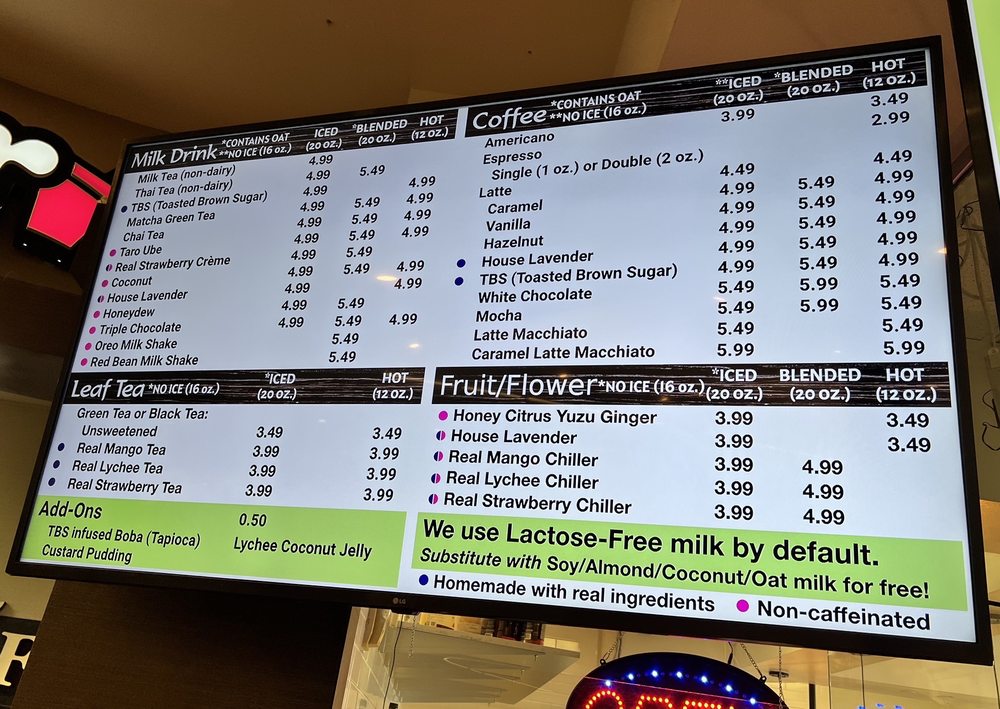 Milk Drink *CONTAINS OAT **NO ICE (16 oz.) ICED (20 OZ.) *BLENDED (20 OZ.) HOT (12 OZ.)
Milk Tea (non-dairy) 4.99
Thai Tea (non-dairy) 4.99 5.49
TBS (Toasted Brown Sugar) 4.99 4.99
Matcha Green Tea 4.99 5.49 4.99
Chai Tea 4.99 5.49 4.99
Taro Ube 4.99 5.49 4.99
Real Strawberry Crème 4.99 5.49
Coconut 4.99 5.49 4.99
House Lavender 4.99 4.99
Honeydew 4.99 5.49
Triple Chocolate 4.99 5.49 4.99
Oreo Milk Shake 5.49
Red Bean Milk Shake 5.49
Leaf Tea *NO ICE (16 oz.) *ICED (20 OZ.) HOT (12 OZ.)
Green Tea or Black Tea:
Unsweetened 3.49 3.49
Real Mango Tea 3.99 3.99
Real Lychee Tea 3.99 3.99
Real Strawberry Tea 3.99 3.99
Add-Ons 0.50
TBS infused Boba (Tapioca) Lychee Coconut Jelly
Custard Pudding
Coffee *CONTAINS OAT **NO ICE (16 oz.) **ICED (20 OZ.) *BLENDED (20 OZ.) HOT (12 OZ.)
Americano 3.99 3.49
Espresso 2.99
Single (1 oz.) or Double (2 oz.)
Latte 4.49 4.49
Caramel 4.99 5.49 4.99
Vanilla 4.99 5.49 4.99
Hazelnut 4.99 5.49 4.99
House Lavender 4.99 5.49 4.99
TBS (Toasted Brown Sugar) 4.99 5.49 4.99
White Chocolate 5.49 5.99 5.49
Mocha 5.49 5.99 5.49
Latte Macchiato 5.49 5.49
Caramel Latte Macchiato 5.99 5.99
Fruit/Flower *NO ICE (16 oz.) *ICED (20 OZ.) BLENDED (20 OZ.) HOT (12 OZ.)
Honey Citrus Yuzu Ginger 3.99 3.49
House Lavender 3.99 3.49
Real Mango Chiller 3.99 4.99
Real Lychee Chiller 3.99 4.99
Real Strawberry Chiller 3.99 4.99
We use Lactose-Free milk by default.
Substitute with Soy/Almond/Coconut/Oat milk for free!
Homemade with real ingredients Non-caffeinated
LG